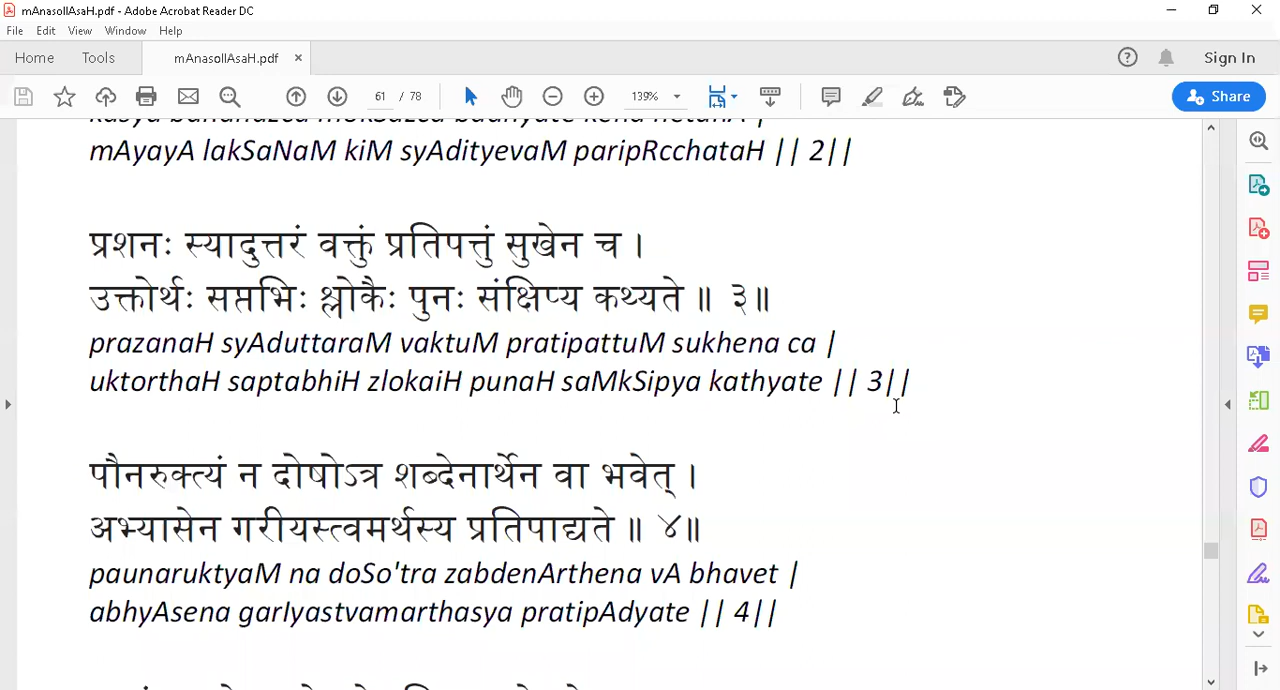 mAnasollAsaH.pdf - Adobe Acrobat Reader DC
File Edit View Window Help
Home Tools mAnasollAsaH.pdf × Sign In
61 / 78 139% Share
mAyayA lakSaNaM kiM syAdityevaM paripRcchataH || 2||
प्रशनः स्यादुत्तरं वक्तुं प्रतिपत्तुं सुखेन च ।
उक्तोर्थः सप्तभिः श्लोकैः पुनः संक्षिप्य कथ्यते ॥ ३॥
prazanaH syAduttaraM vaktuM pratipattuM sukhena ca |
uktorthaH saptabhiH zlokaiH punaH saMkSipya kathyate || 3||
पौनरुक्त्यं न दोषोऽत्र शब्देनार्थेन वा भवेत् ।
अभ्यासेन गरीयस्त्वमर्थस्य प्रतिपाद्यते ॥ ४॥
paunaruktyaM na doSo'tra zabdenArthena vA bhavet |
abhyAsena garIyastvamarthasya pratipAdyate || 4||